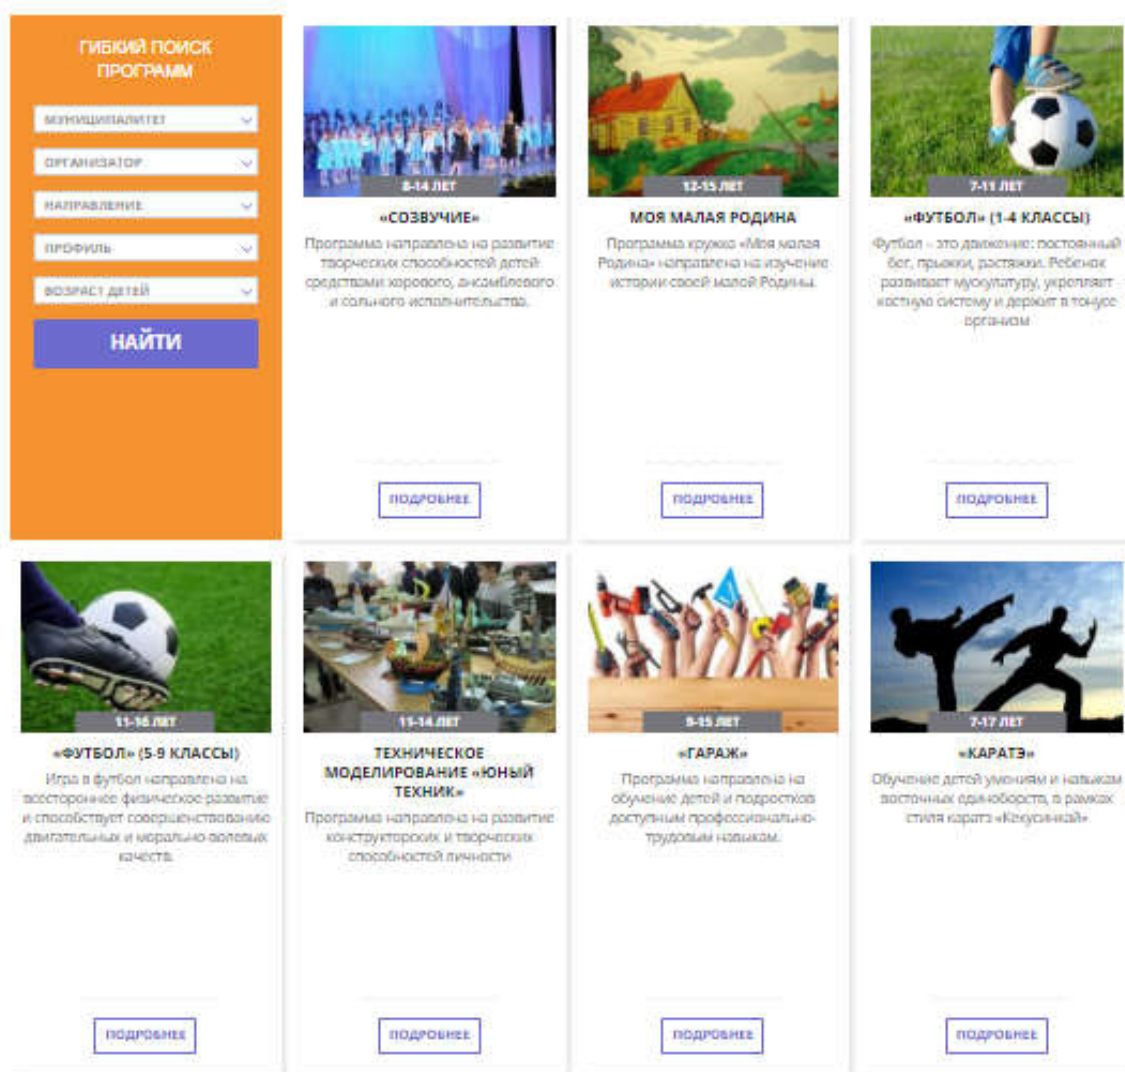 ГИБКИЙ ПОИСК
ПРОГРАММ
МУНИЦИПАЛИТЕТ
ОРГАНИЗАТОР
НАПРАВЛЕНИЕ
ПРОФИЛЬ
ВОЗРАСТ ДЕТЕЙ
НАЙТИ
8-14 ЛЕТ
«СОЗВУЧИЕ»
Программа направлена на развитие
творческих способностей детей
средствами хорового, ансамблевого
и сольного исполнительства.
ПОДРОБНЕЕ
12-15 ЛЕТ
МОЯ МАЛАЯ РОДИНА
Программа кружка «Моя малая
Родина» направлена на изучение
истории своей малой Родины.
ПОДРОБНЕЕ
7-11 ЛЕТ
«ФУТБОЛ» (1-4 КЛАССЫ)
Футбол – это движение: постоянный
бег, прыжки, растяжки. Ребенок
развивает мускулатуру, укрепляет
костную систему и держит в тонусе
организм
ПОДРОБНЕЕ
11-16 ЛЕТ
«ФУТБОЛ» (5-9 КЛАССЫ)
Игра в футбол направлена на
всестороннее физическое развитие
и способствует совершенствованию
двигательных и морально-волевых
качеств.
ПОДРОБНЕЕ
11-14 ЛЕТ
ТЕХНИЧЕСКОЕ
МОДЕЛИРОВАНИЕ «ЮНЫЙ
ТЕХНИК»
Программа направлена на развитие
конструкторских и творческих
способностей личности
ПОДРОБНЕЕ
9-15 ЛЕТ
«ГАРАЖ»
Программа направлена на
обучение детей и подростков
доступным профессионально-
трудовым навыкам.
ПОДРОБНЕЕ
7-17 ЛЕТ
«КАРАТЭ»
Обучение детей умениям и навыкам
восточных единоборств, в рамках
стиля каратэ «Кекусинкай»
ПОДРОБНЕЕ